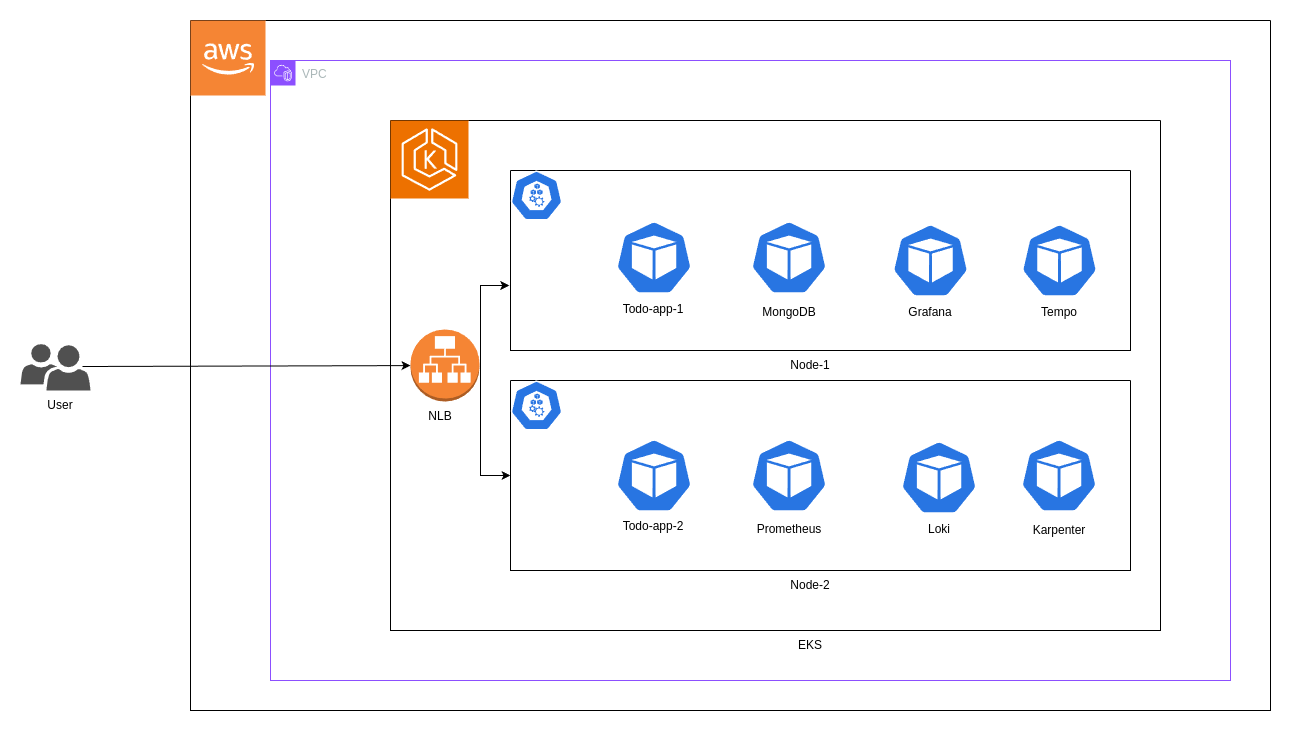 aws
VPC
K
Todo-app-1
MongoDB
Grafana
Tempo
Node-1
User
NLB
Todo-app-2
Prometheus
Loki
Karpenter
Node-2
EKS